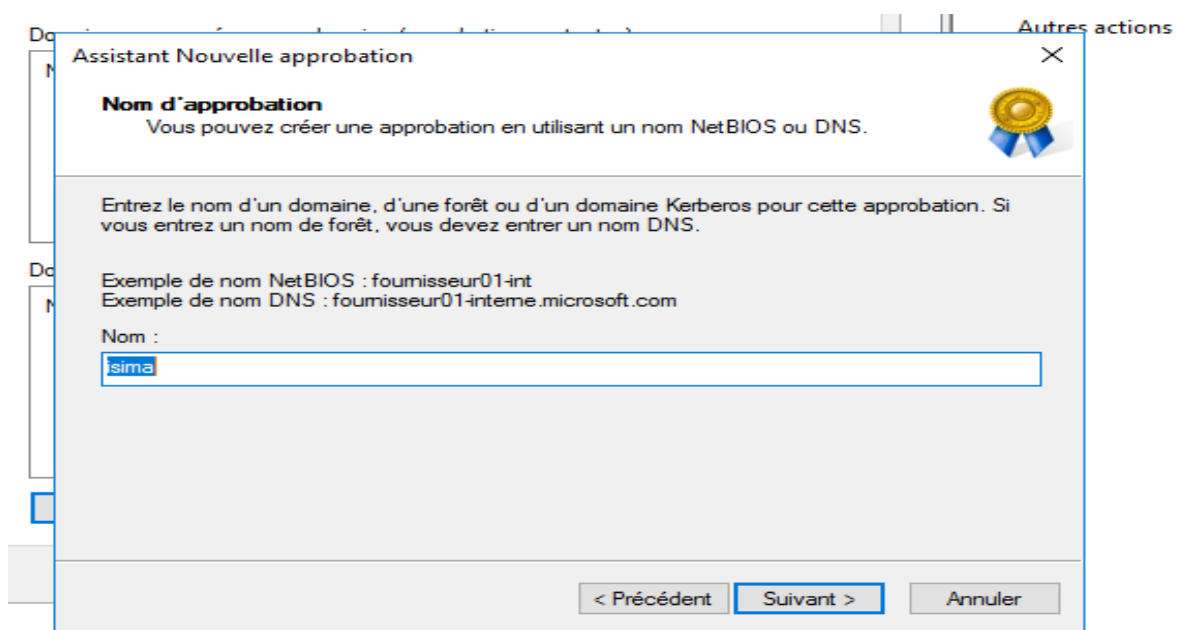 Autres actions
Assistant Nouvelle approbation
Nom d'approbation
Vous pouvez créer une approbation en utilisant un nom NetBIOS ou DNS.
Entrez le nom d'un domaine, d'une forêt ou d'un domaine Kerberos pour cette approbation. Si
vous entrez un nom de forêt, vous devez entrer un nom DNS.
Exemple de nom NetBIOS : fournisseur01-int
Exemple de nom DNS : fournisseur01-interne.microsoft.com
Nom :
isima
< Précédent
Suivant >
Annuler